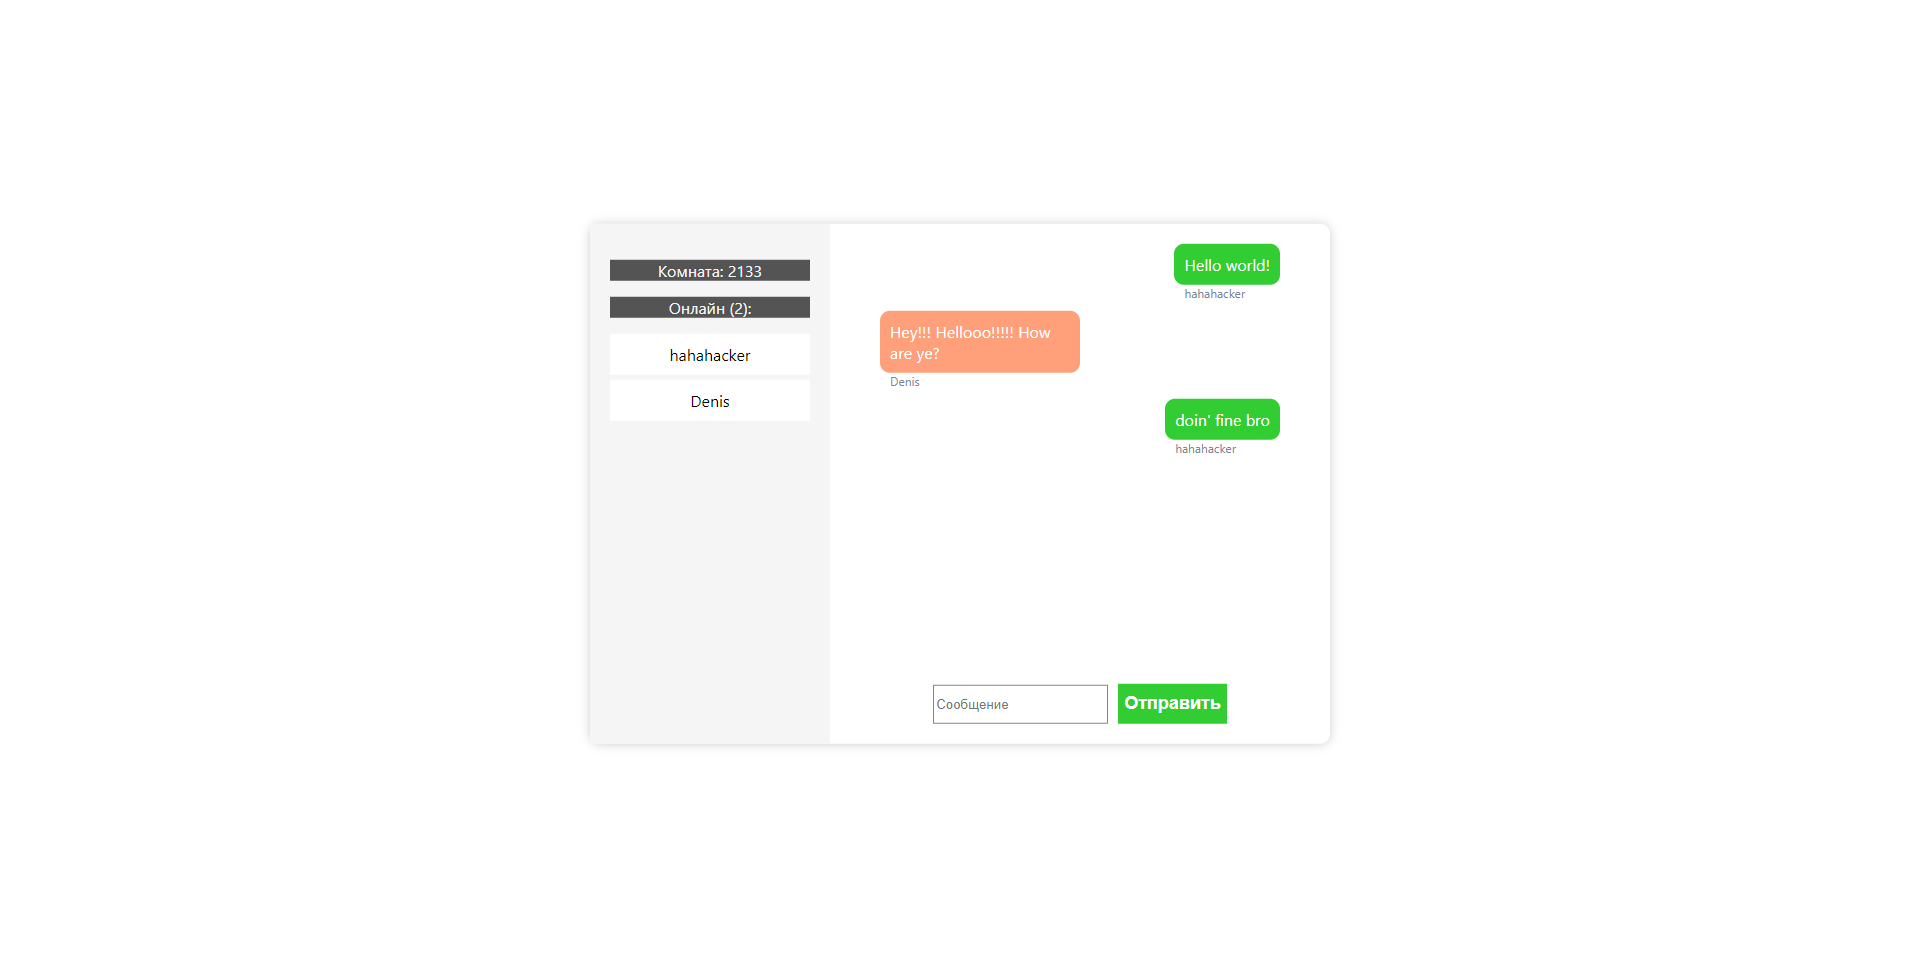 Комната: 2133
Онлайн (2):
hahahacker
Denis
Hello world!
hahahacker
Hey!!! Hellooo!!!!! How
are ye?
Denis
doin' fine bro
hahahacker
Сообщение
Отправить